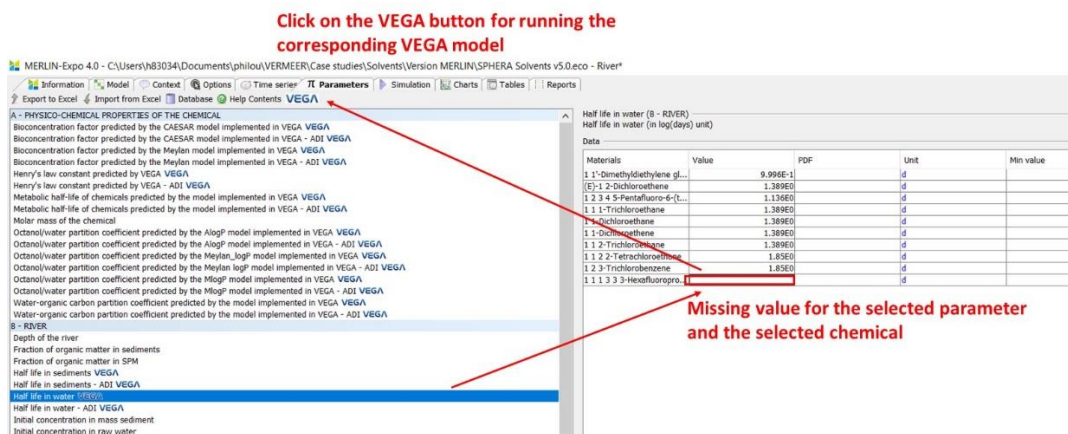 Click on the VEGA button for running the
corresponding VEGA model
MERLIN-Expo 4.0 - C:\Users\h83034\Documents\philou\VERMEER\Case studies\Solvents\Version MERLIN\SPHERA Solvents v5.0.eco - River*
Information Model Context Options Time series π Parameters Simulation Charts Tables Reports
Export to Excel Import from Excel Database Help Contents VEGA
A - PHYSICO-CHEMICAL PROPERTIES OF THE CHEMICAL
Bioconcentration factor predicted by the CAESAR model implemented in VEGA VEGA
Bioconcentration factor predicted by the CAESAR model implemented in VEGA - ADI VEGA
Bioconcentration factor predicted by the Meylan model implemented in VEGA VEGA
Bioconcentration factor predicted by the Meylan model implemented in VEGA - ADI VEGA
Henry's law constant predicted by VEGA VEGA
Henry's law constant predicted by VEGA - ADI VEGA
Metabolic half-life of chemicals predicted by the model implemented in VEGA VEGA
Metabolic half-life of chemicals predicted by the model implemented in VEGA - ADI VEGA
Molar mass of the chemical
Octanol/water partition coefficient predicted by the AlogP model implemented in VEGA VEGA
Octanol/water partition coefficient predicted by the AlogP model implemented in VEGA - ADI VEGA
Octanol/water partition coefficient predicted by the Meylan_logP model implemented in VEGA VEGA
Octanol/water partition coefficient predicted by the Meylan logP model implemented in VEGA - ADI VEGA
Octanol/water partition coefficient predicted by the MlogP model implemented in VEGA VEGA
Octanol/water partition coefficient predicted by the MlogP model implemented in VEGA - ADI VEGA
Water-organic carbon partition coefficient predicted by the model implemented in VEGA VEGA
Water-organic carbon partition coefficient predicted by the model implemented in VEGA - ADI VEGA
B - RIVER
Depth of the river
Fraction of organic matter in sediments
Fraction of organic matter in SPM
Half life in sediments VEGA
Half life in sediments - ADI VEGA
Half life in water VEGA
Half life in water - ADI VEGA
Initial concentration in mass sediment
Initial concentration in raw water
Half life in water (B - RIVER)
Half life in water (in log(days) unit)
Data
Materials Value PDF Unit Min value
1 1'-Dimethyldiethylene gl... 9.996E-1 d
(E)-1 2-Dichloroethene 1.389E0 d
1 2 3 4 5-Pentafluoro-6-(t... 1.136E0 d
1 1 1-Trichloroethane 1.389E0 d
1 1-Dichloroethane 1.389E0 d
1 1-Dichloroethene 1.389E0 d
1 1 2-Trichloroethane 1.389E0 d
1 1 2 2-Tetrachloroethane 1.85E0 d
1 2 3-Trichlorobenzene 1.85E0 d
1 1 1 3 3 3-Hexafluoropro... d
Missing value for the selected parameter
and the selected chemical